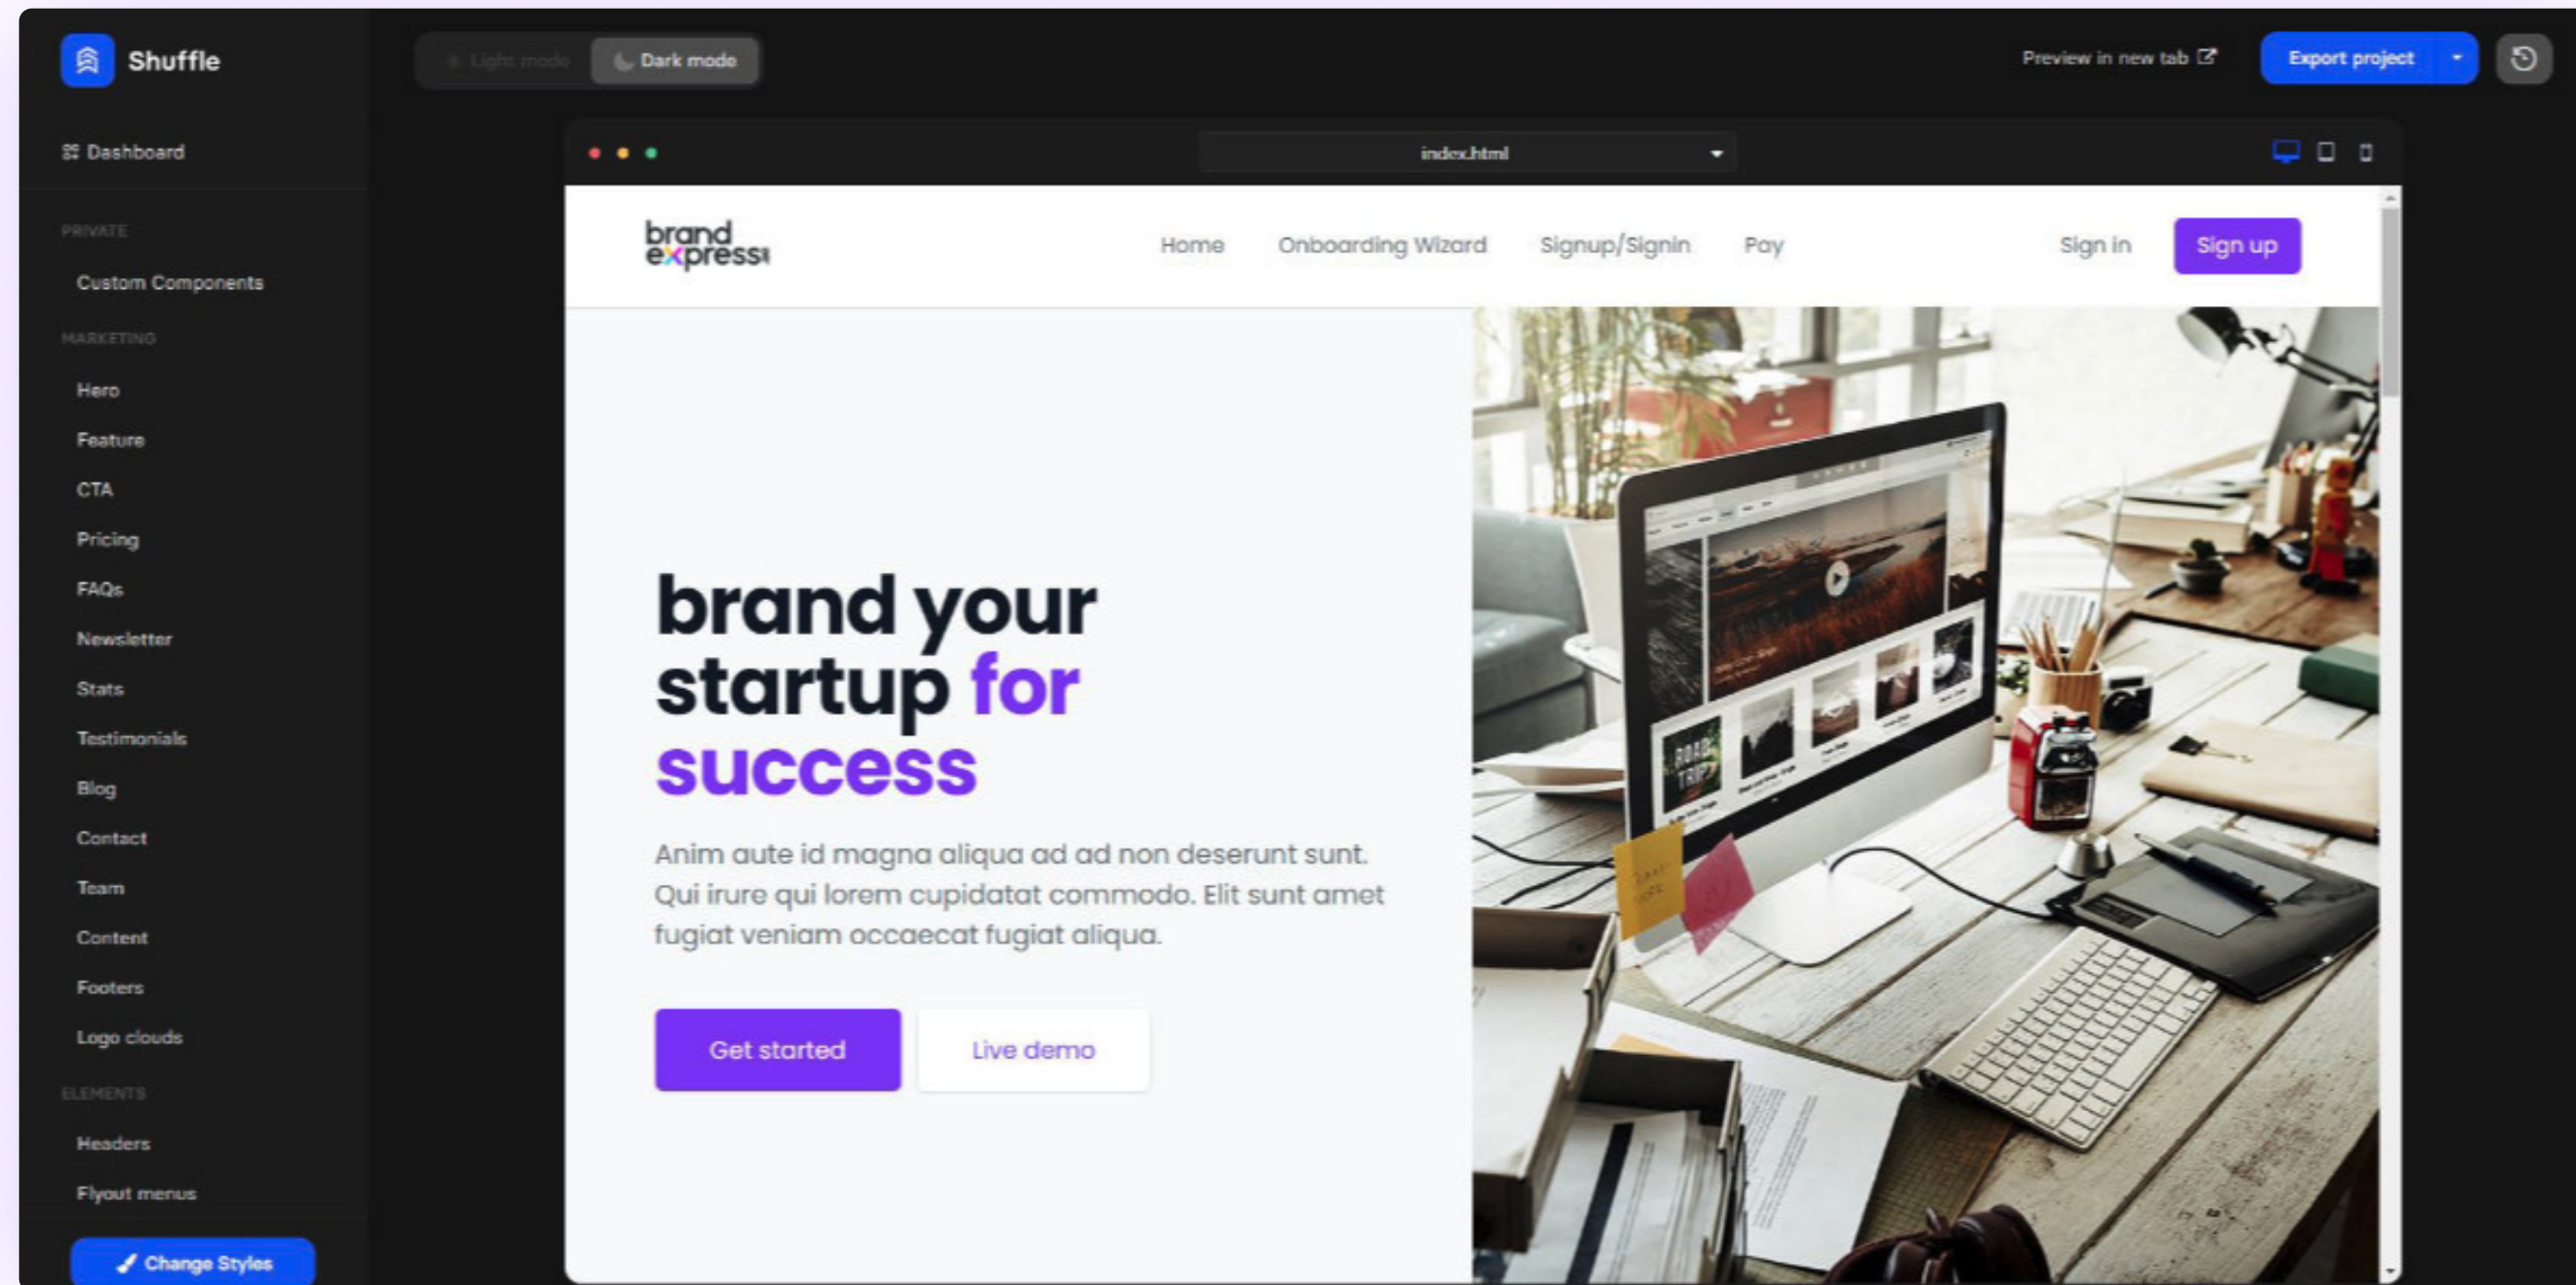 Shuffle
Light mode
Dark mode
Preview in new tab
Export project
Dashboard
index.html
PRIVATE
Custom Components
MARKETING
Hero
Feature
CTA
Pricing
FAQs
Newsletter
Stats
Testimonials
Blog
Contact
Team
Content
Footers
Logo clouds
ELEMENTS
Headers
Flyout menus
Change Styles
brand
express
Home Onboarding Wizard Signup/Signin Pay
Sign in
Sign up
brand your
startup for
success
Anim aute id magna aliqua ad ad non deserunt sunt.
Qui irure qui lorem cupidatat commodo. Elit sunt amet
fugiat veniam occaecat fugiat aliqua.
Get started
Live demo
ROAD
TRIP